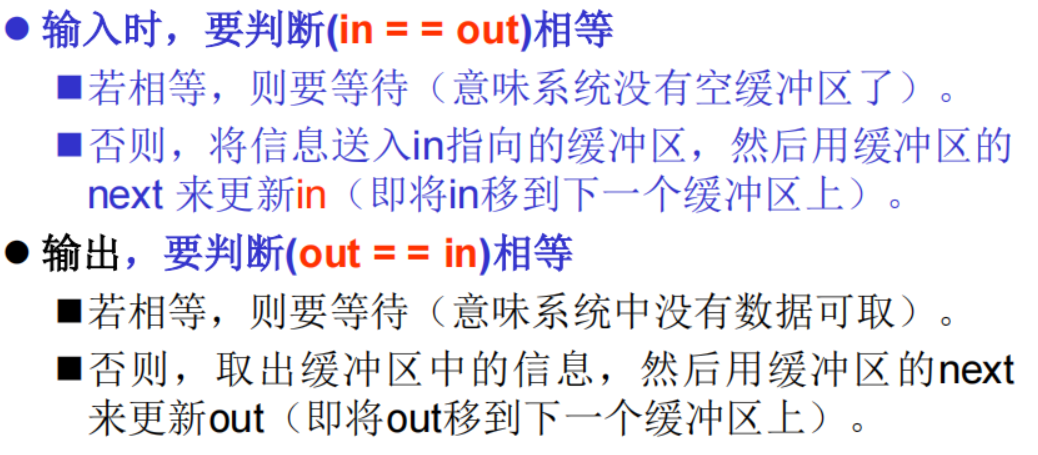 ● 输入时，要判断(in = = out)相等
■若相等，则要等待（意味系统没有空缓冲区了）。
■否则，将信息送入in指向的缓冲区，然后用缓冲区的
next 来更新in（即将in移到下一个缓冲区上）。
● 输出，要判断(out = = in)相等
■若相等，则要等待（意味系统中没有数据可取）。
■否则，取出缓冲区中的信息，然后用缓冲区的next
来更新out（即将out移到下一个缓冲区上）。